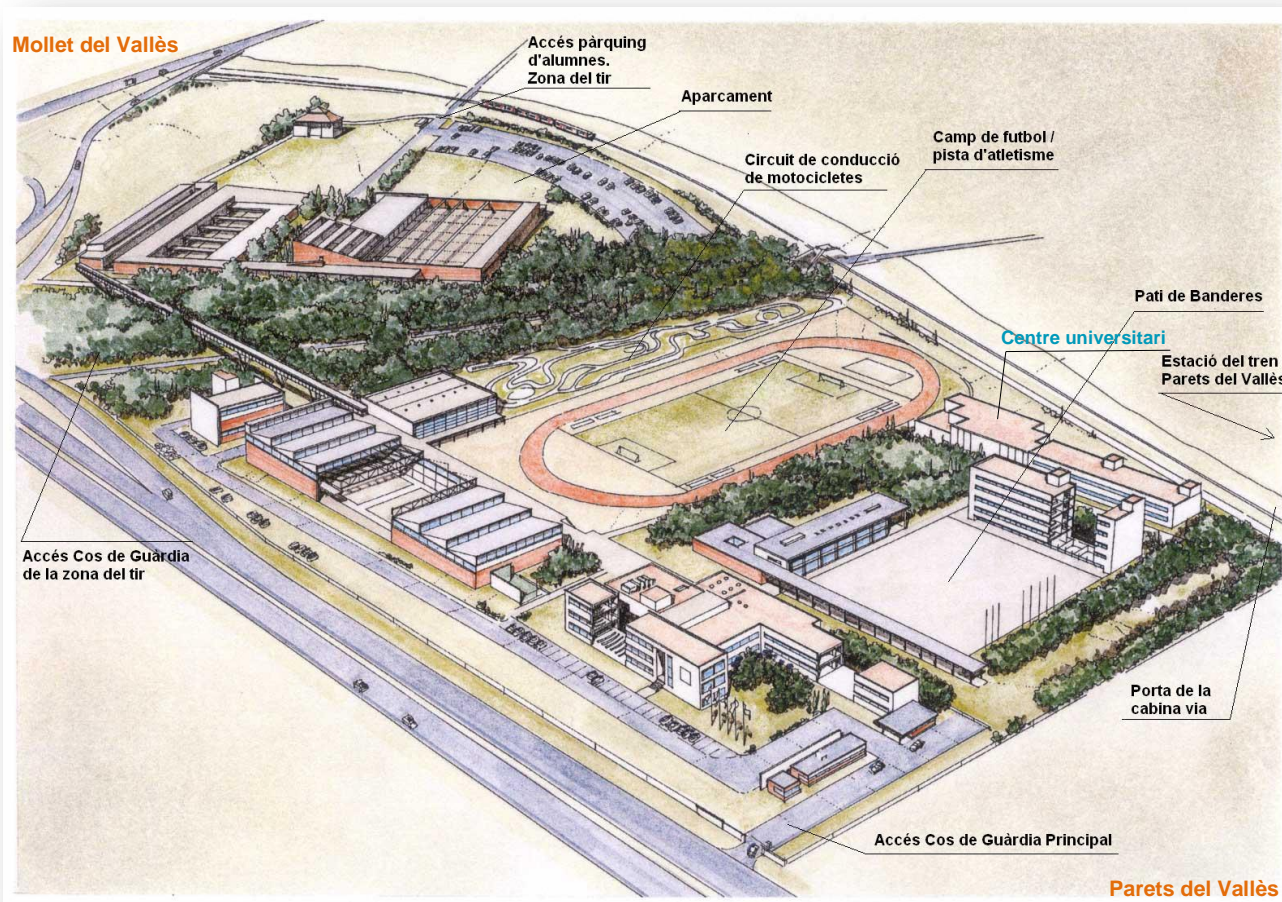 Mollet del Vallès
Accés pàrquing
d'alumnes.
Zona del tir
Aparcament
Circuit de conducció
de motocicletes
Camp de futbol /
pista d'atletisme
Pati de Banderes
Centre universitari
Estació del tren
Parets del Vallès
Accés Cos de Guàrdia
de la zona del tir
Porta de la
cabina via
Accés Cos de Guàrdia Principal
Parets del Vallès